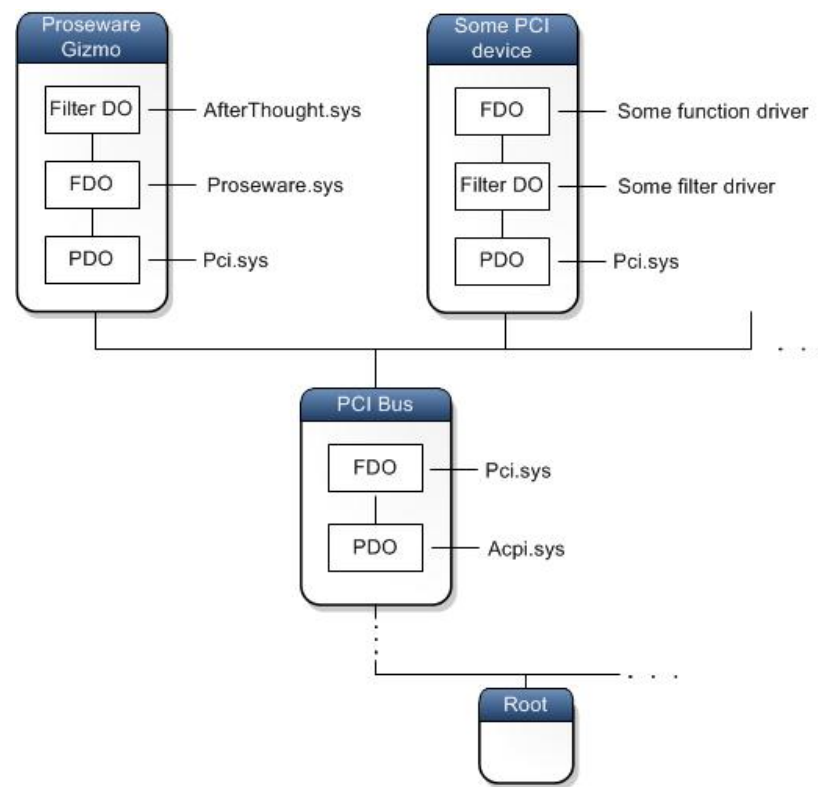 Proseware
Gizmo
Filter DO
AfterThought.sys
FDO
Proseware.sys
PDO
Pci.sys
Some PCI
device
FDO
Some function driver
Filter DO
Some filter driver
PDO
Pci.sys
. . .
PCI Bus
FDO
Pci.sys
PDO
Acpi.sys
. . .
Root